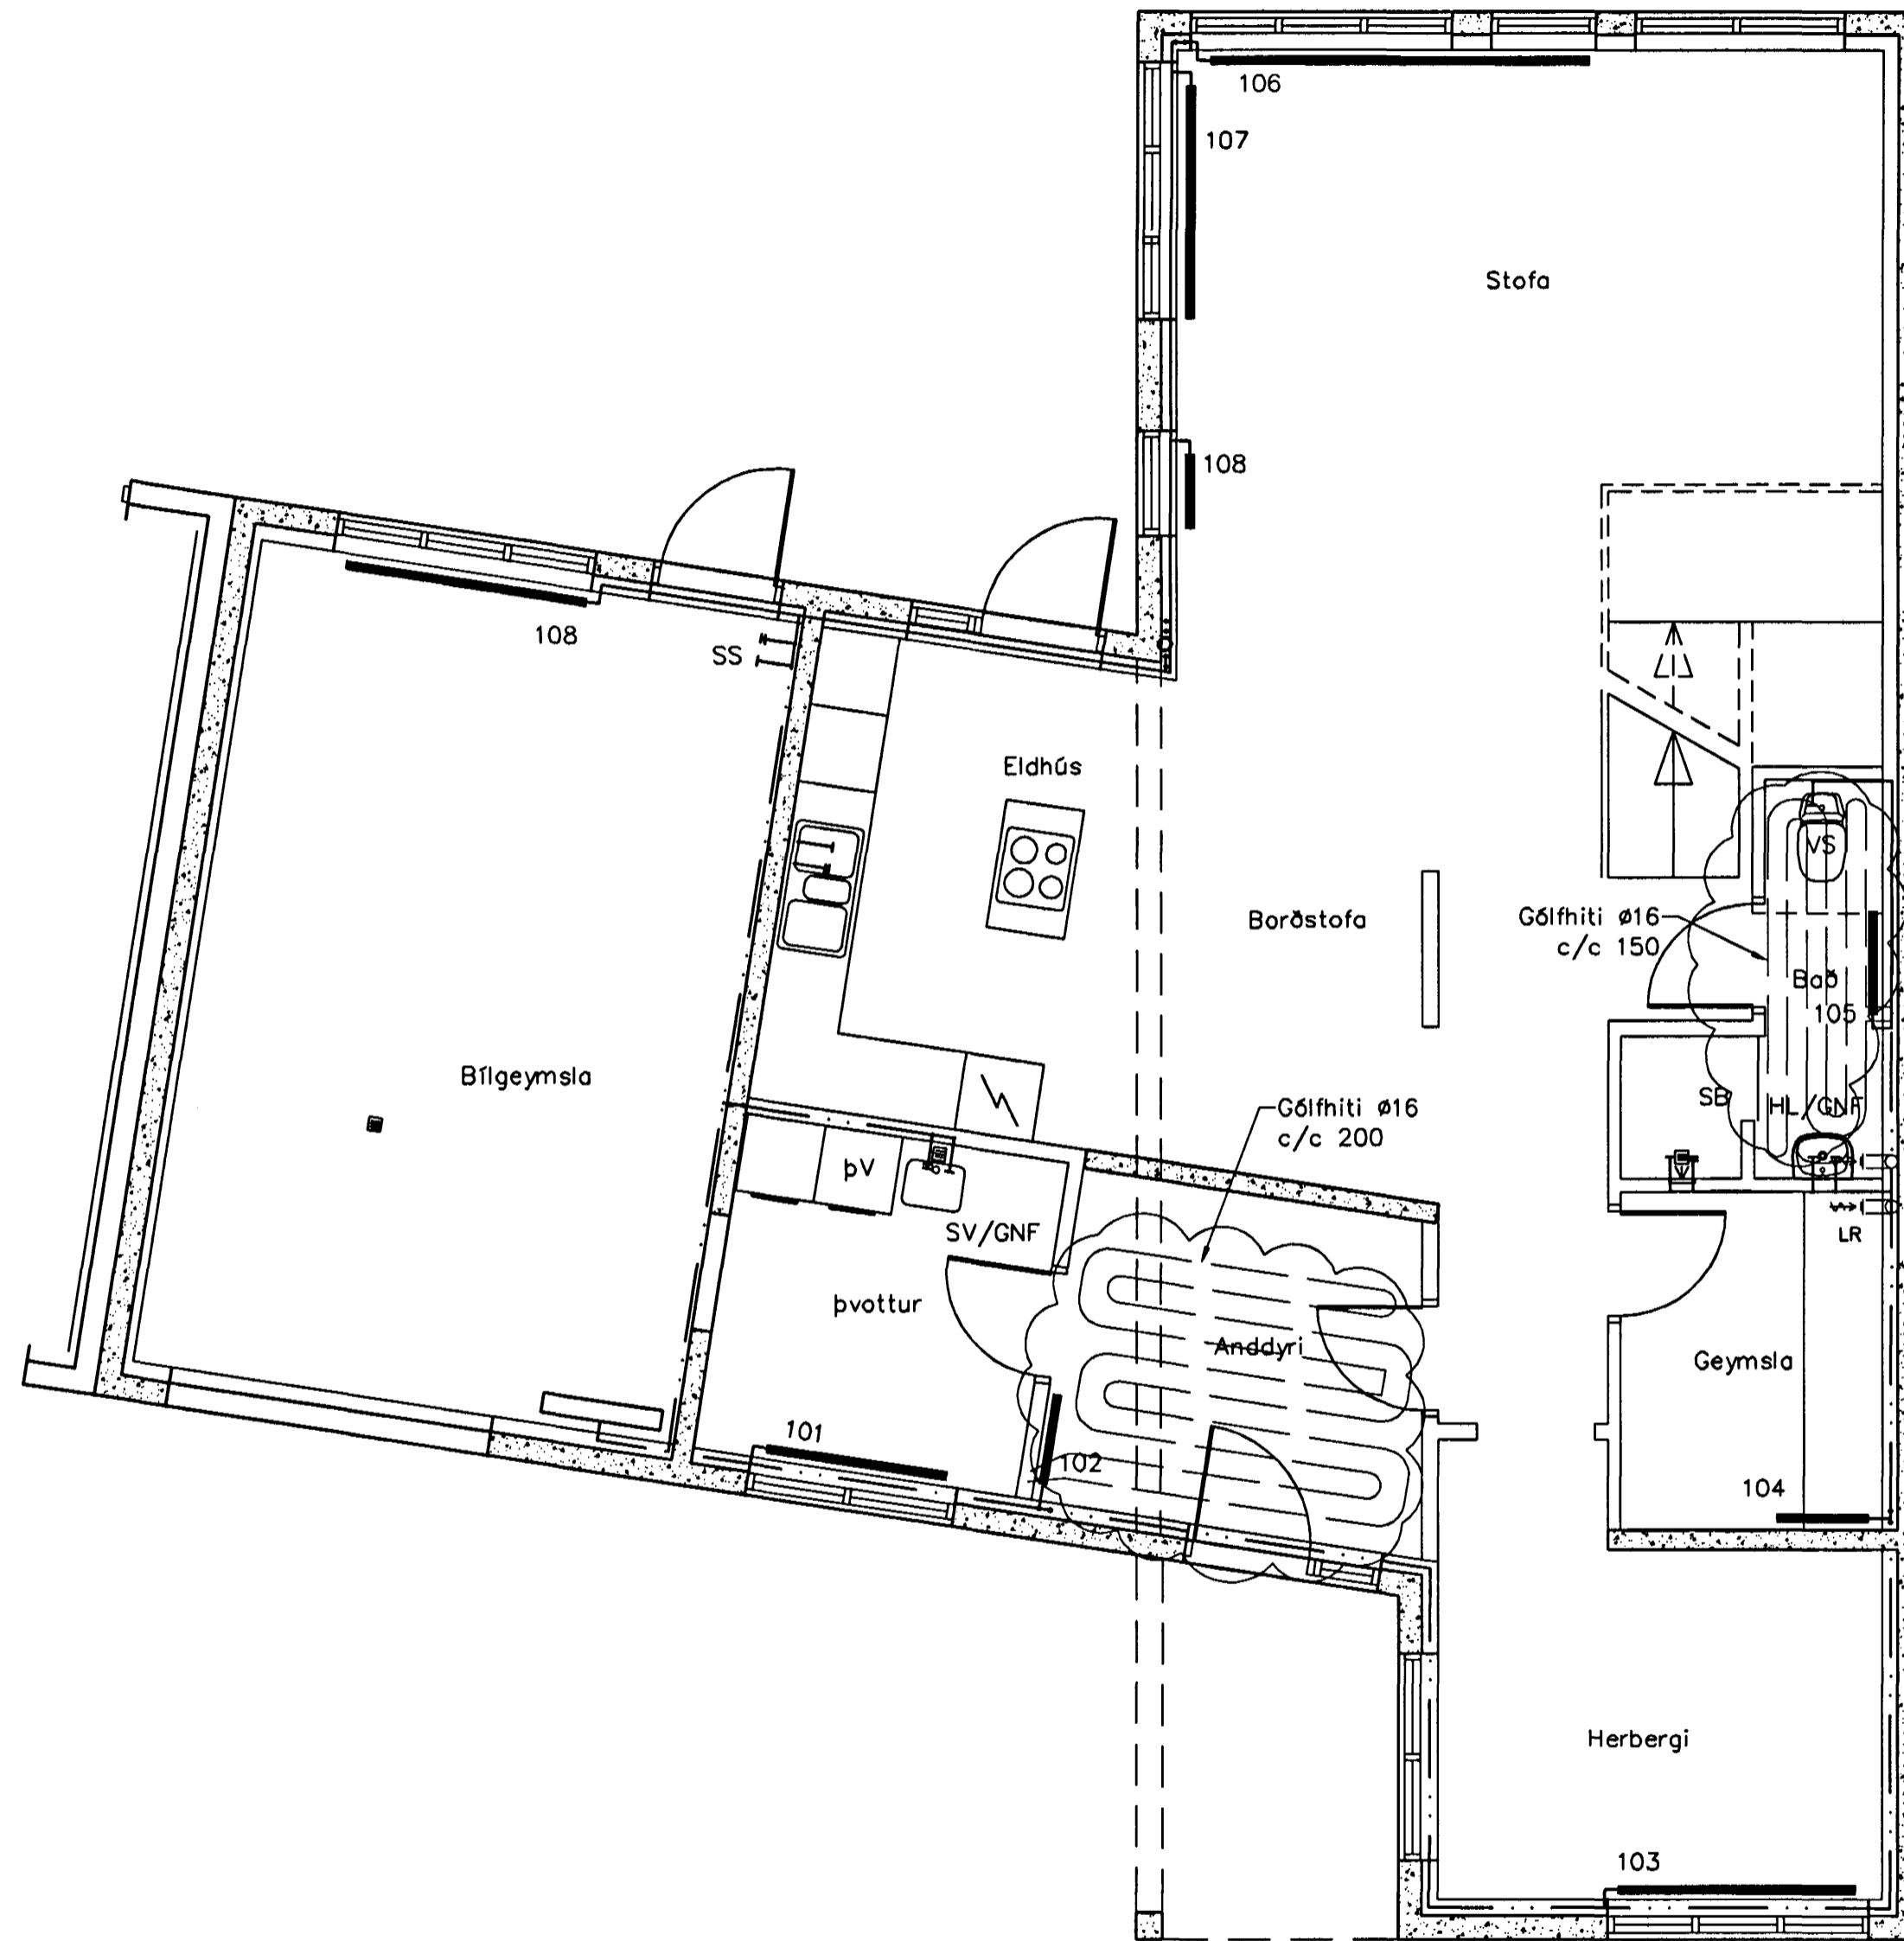 106
107
Stofa
108
108
SS
Eldhús
VS
Borðstofa
Gólfhiti ø16
c/c 150
Bað
105
Bílgeymsla
SB
HL/GNF
Gólfhiti ø16
c/c 200
þV
SV/GNF
LR
þvottur
Anddyri
Geymsla
101
102
104
Herbergi
103